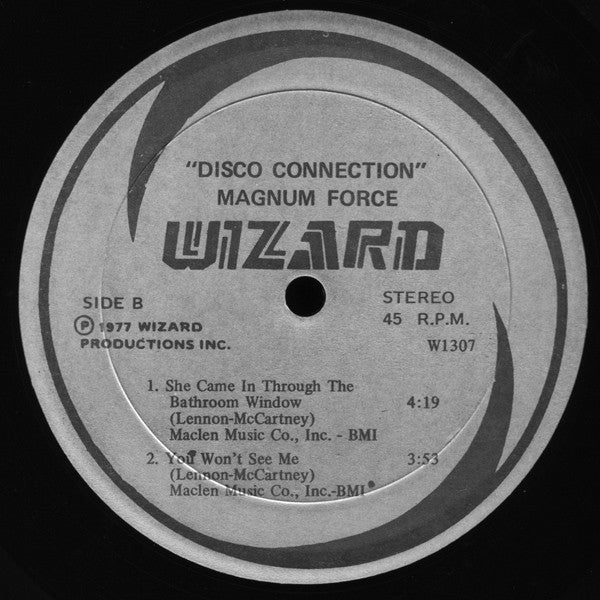 "DISCO CONNECTION"
MAGNUM FORCE
WIZARD
SIDE B
Ⓟ 1977 WIZARD
PRODUCTIONS INC.
STEREO
45 R.P.M.
W1307
1. She Came In Through The
Bathroom Window 4:19
(Lennon-McCartney)
Maclen Music Co., Inc. - BMI
2. You Won't See Me 3:53
(Lennon-McCartney)
Maclen Music Co., Inc.-BMI